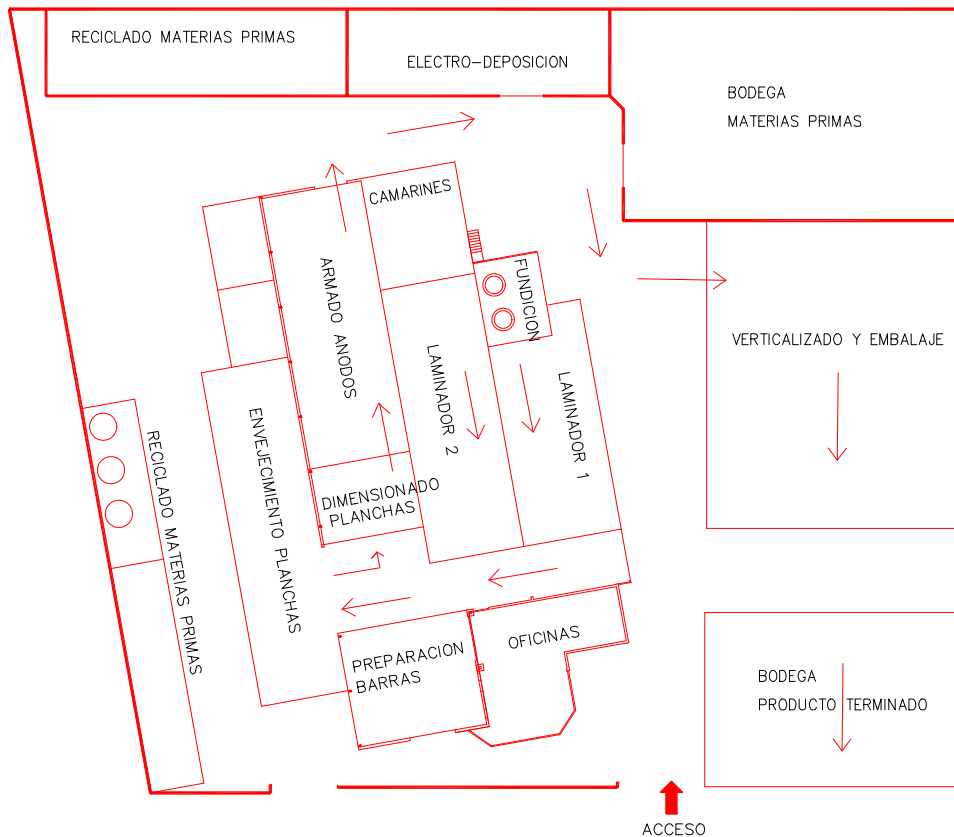 RECICLADO MATERIAS PRIMAS
ELECTRO-DEPOSICION
BODEGA
MATERIAS PRIMAS
CAMARINES
ARMADO ANODOS
FUNDICION
LAMINADOR 2
LAMINADOR 1
VERTICALIZADO Y EMBALAJE
ENVEJECIMIENTO PLANCHAS
DIMENSIONADO
PLANCHAS
RECICLADO MATERIAS PRIMAS
PREPARACION
BARRAS
OFICINAS
BODEGA
PRODUCTO TERMINADO
ACCESO